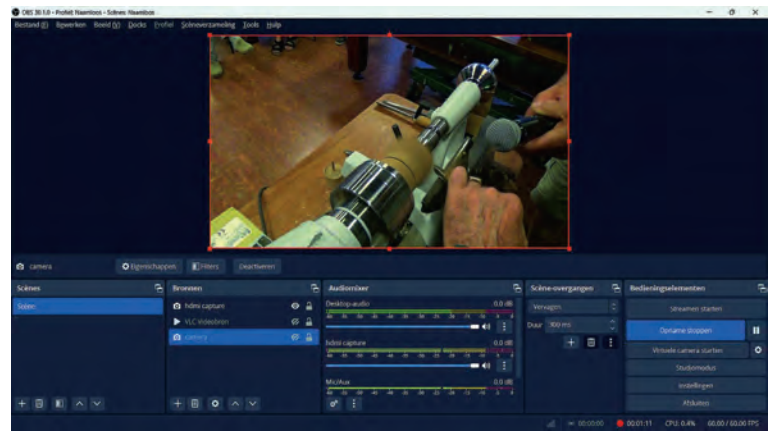 OBS 30.1.0 - Profiel: Naamloos - Scènes: Naamloos
Bestand (F) Bewerken Beeld (V) Docks Profiel Scèneverzameling Tools Hulp
camera Eigenschappen Filters Deactiveren
Scènes
Scène
Bronnen
hdmi capture
VLC Videobron
camera
Audiomixer
Desktop-audio 0.0 dB
hdmi capture 0.0 dB
Mic/Aux 0.0 dB
Scène-overgangen
Vervagen
Duur 300 ms
Bedieningselementen
Streamen starten
Opname stoppen
Virtuele camera starten
Studiomodus
Instellingen
Afsluiten
00:00:00 00:01:11 CPU: 0.4% 60.00 / 60.00 FPS